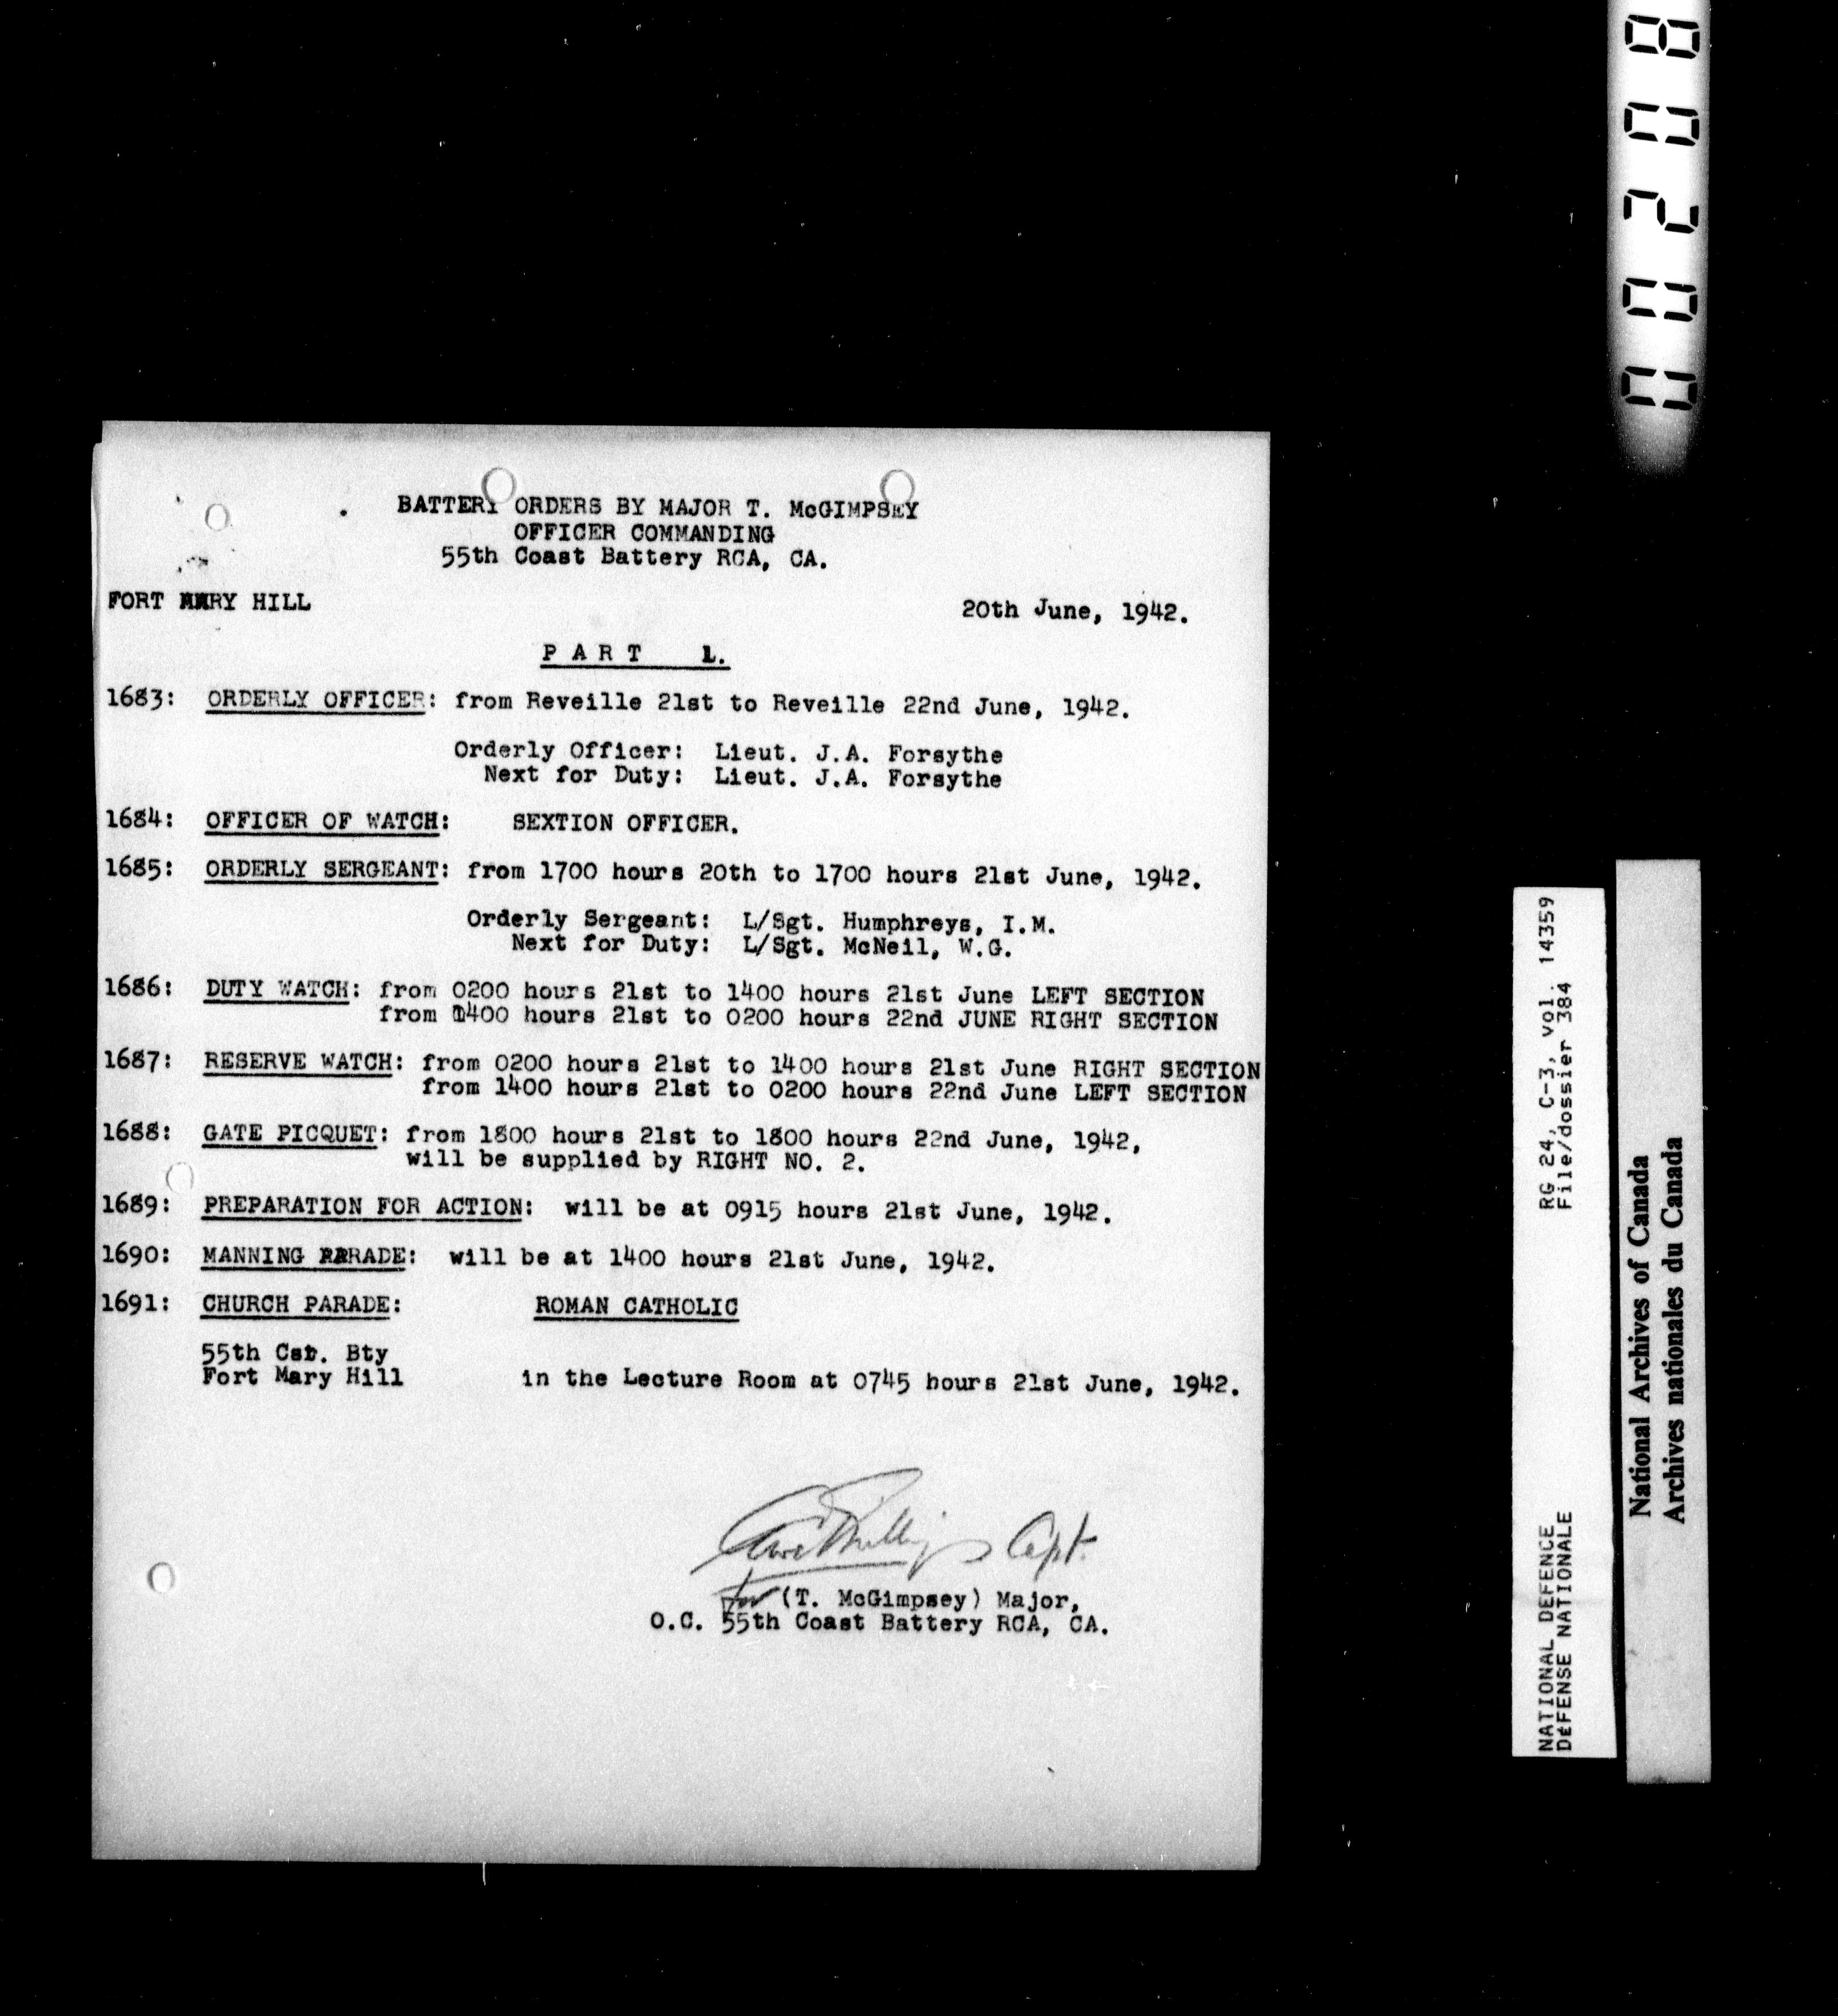 BATTERY ORDERS BY MAJOR T. McGIMPSEY
OFFICER COMMANDING
55th Coast Battery RCA, CA.
FORT MARY HILL
20th June, 1942.
PART 1.
1683: ORDERLY OFFICER: from Reveille 21st to Reveille 22nd June, 1942.
Orderly Officer: Lieut. J.A. Forsythe
Next for Duty: Lieut. J.A. Forsythe
1684: OFFICER OF WATCH: SEXTION OFFICER.
1685: ORDERLY SERGEANT: from 1700 hours 20th to 1700 hours 21st June, 1942.
Orderly Sergeant: L/Sgt. Humphreys, I.M.
Next for Duty: L/Sgt. McNeil, W.G.
1686: DUTY WATCH: from 0200 hours 21st to 1400 hours 21st June LEFT SECTION
from 1400 hours 21st to 0200 hours 22nd JUNE RIGHT SECTION
1687: RESERVE WATCH: from 0200 hours 21st to 1400 hours 21st June RIGHT SECTION
from 1400 hours 21st to 0200 hours 22nd June LEFT SECTION
1688: GATE PICQUET: from 1800 hours 21st to 1800 hours 22nd June, 1942,
will be supplied by RIGHT NO. 2.
1689: PREPARATION FOR ACTION: will be at 0915 hours 21st June, 1942.
1690: MANNING PARADE: will be at 1400 hours 21st June, 1942.
1691: CHURCH PARADE: ROMAN CATHOLIC
55th Cst. Bty
Fort Mary Hill in the Lecture Room at 0745 hours 21st June, 1942.
Capt.
for (T. McGimpsey) Major,
O.C. 55th Coast Battery RCA, CA.
00208
NATIONAL DEFENCE RG 24, C-3, vol. 14359
DéFENSE NATIONALE File/dossier 384
National Archives of Canada
Archives nationales du Canada